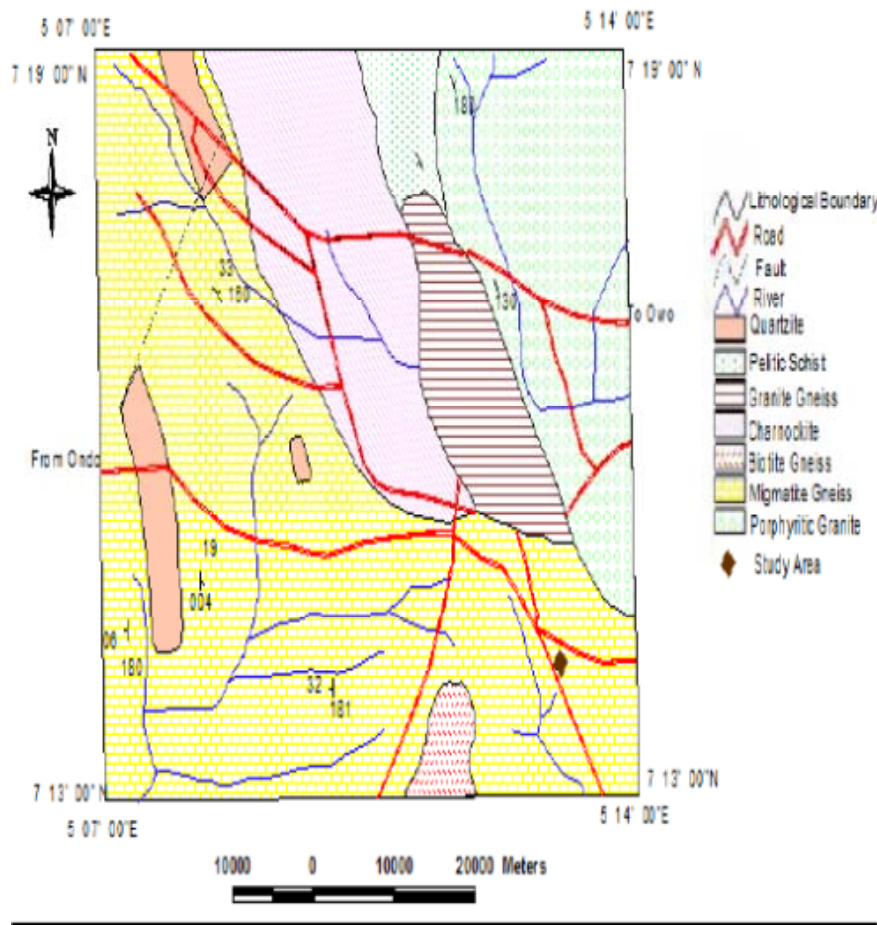 5 07' 00"E
5 14' 00"E
7 19' 00"N
7 19' 00"N
N
180
33
160
130
To Owo
From Ondo
19
004
06
180
32
181
7 13' 00"N
7 13' 00"N
5 07' 00"E
5 14' 00"E
10000 0 10000 20000 Meters
Lithological Boundary
Road
Fault
River
Quartzite
Pelitic Schist
Granite Gneiss
Charnockite
Biotite Gneiss
Migmatite Gneiss
Porphyritic Granite
Study Area